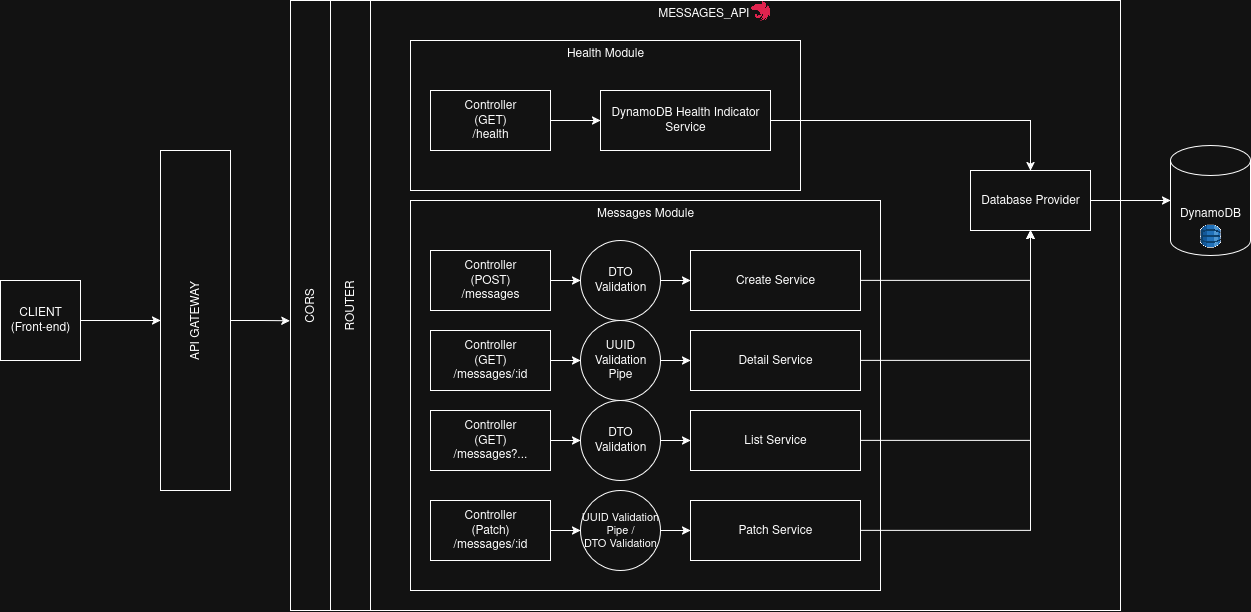 MESSAGES_API
Health Module
Controller
(GET)
/health
DynamoDB Health Indicator
Service
Database Provider
DynamoDB
Messages Module
Controller
(POST)
/messages
DTO
Validation
Create Service
CLIENT
(Front-end)
API GATEWAY
CORS
ROUTER
Controller
(GET)
/messages/:id
UUID
Validation
Pipe
Detail Service
Controller
(GET)
/messages?...
DTO
Validation
List Service
Controller
(Patch)
/messages/:id
UUID Validation
Pipe /
DTO Validation
Patch Service